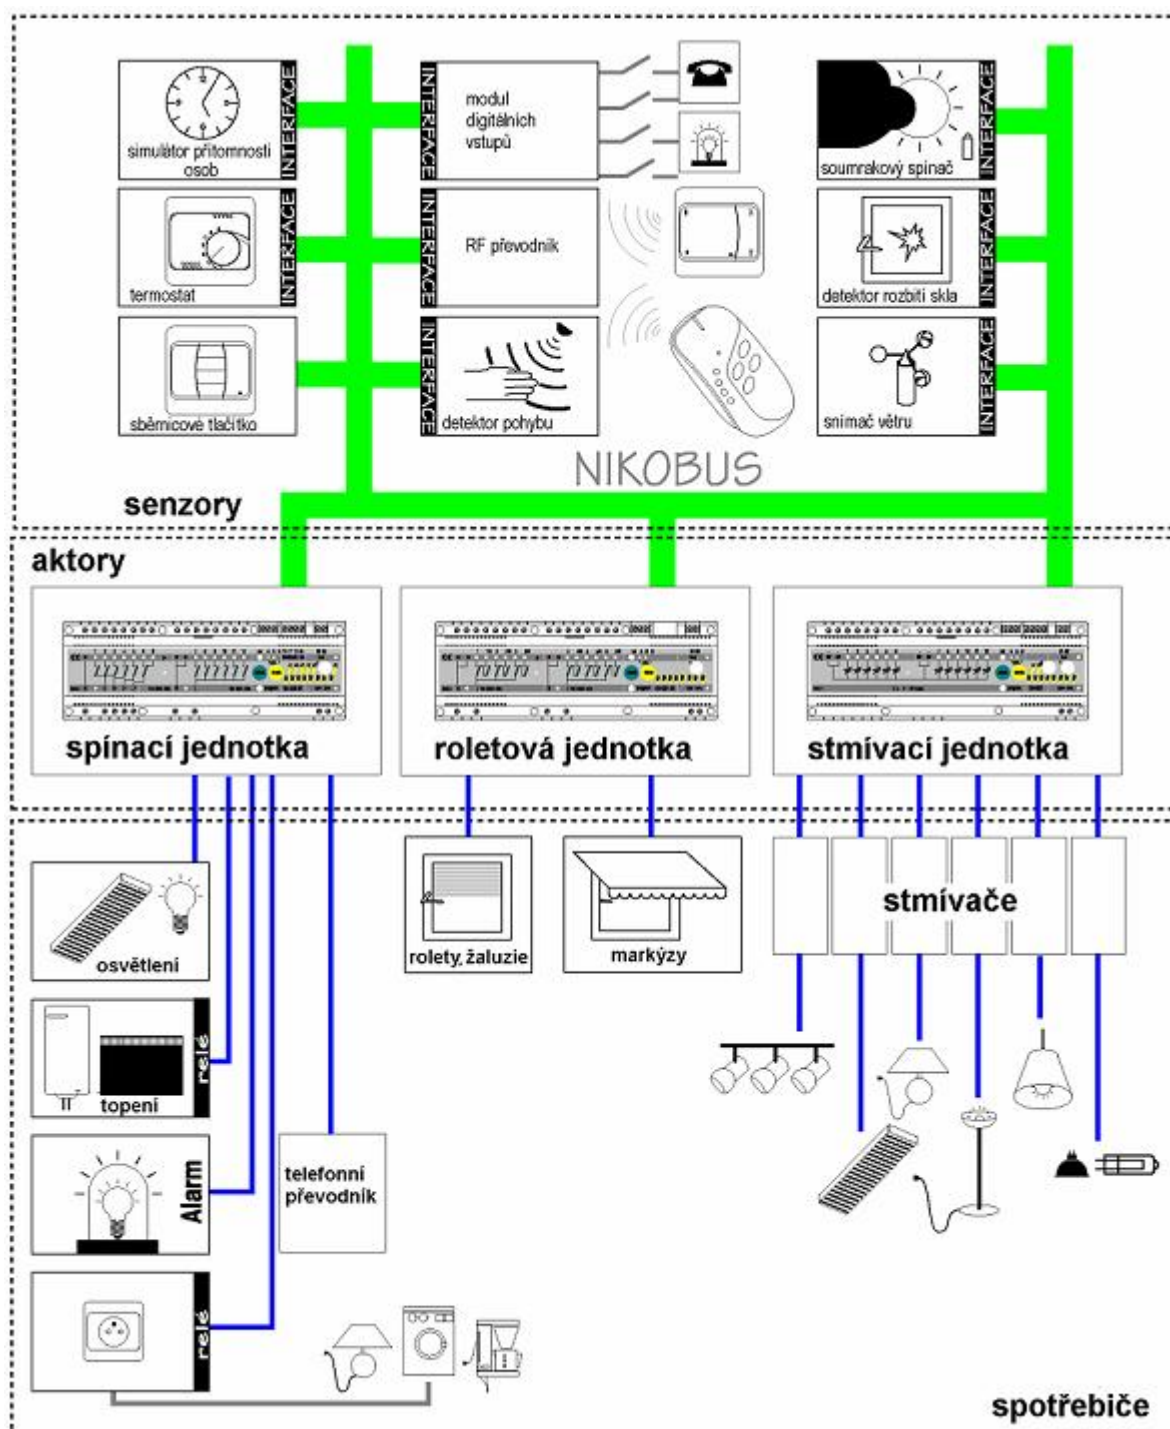 simulátor přítomnosti
osob
INTERFACE
INTERFACE
modul
digitálních
vstupů
soumrakový spínač
INTERFACE
termostat
INTERFACE
INTERFACE
RF převodník
detektor rozbití skla
INTERFACE
sběrnicové tlačítko
INTERFACE
detektor pohybu
snímač větru
INTERFACE
NIKOBUS
senzory
aktory
spínací jednotka
roletová jednotka
stmívací jednotka
osvětlení
rolety, žaluzie
markýzy
stmívače
topení
relé
Alarm
telefonní
převodník
relé
spotřebiče